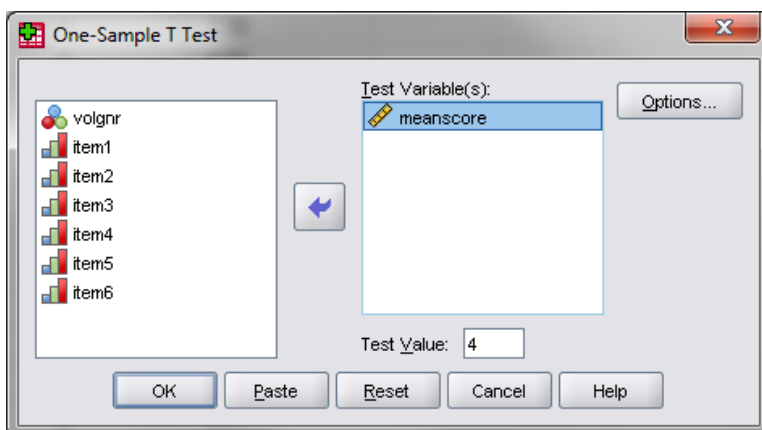 One-Sample T Test
volgnr
item1
item2
item3
item4
item5
item6
Test Variable(s):
meanscore
Options...
Test Value: 4
OK Paste Reset Cancel Help